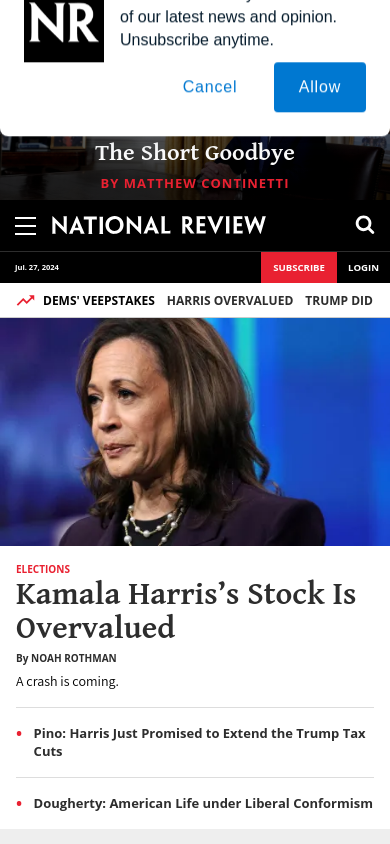 NR
of our latest news and opinion.
Unsubscribe anytime.
Cancel
Allow
The Short Goodbye
BY MATTHEW CONTINETTI
NATIONAL REVIEW
Jul. 27, 2024
SUBSCRIBE
LOGIN
DEMS' VEEPSTAKES
HARRIS OVERVALUED
TRUMP DID
ELECTIONS
Kamala Harris’s Stock Is
Overvalued
By NOAH ROTHMAN
A crash is coming.
• Pino: Harris Just Promised to Extend the Trump Tax
Cuts
• Dougherty: American Life under Liberal Conformism